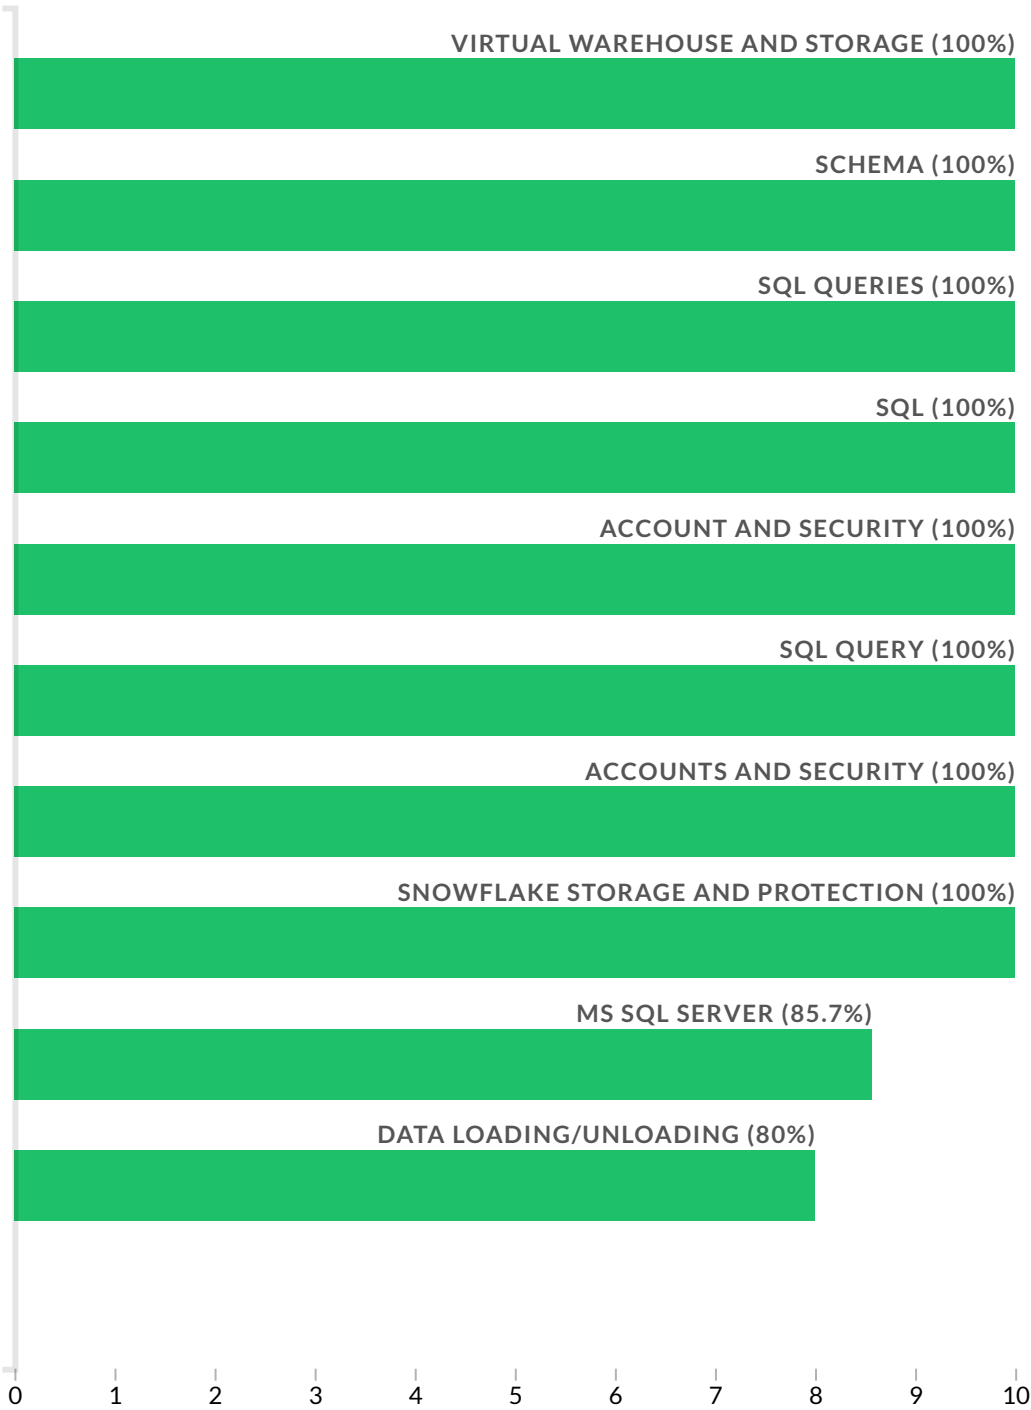 VIRTUAL WAREHOUSE AND STORAGE (100%)
SCHEMA (100%)
SQL QUERIES (100%)
SQL (100%)
ACCOUNT AND SECURITY (100%)
SQL QUERY (100%)
ACCOUNTS AND SECURITY (100%)
SNOWFLAKE STORAGE AND PROTECTION (100%)
MS SQL SERVER (85.7%)
DATA LOADING/UNLOADING (80%)
0 1 2 3 4 5 6 7 8 9 10